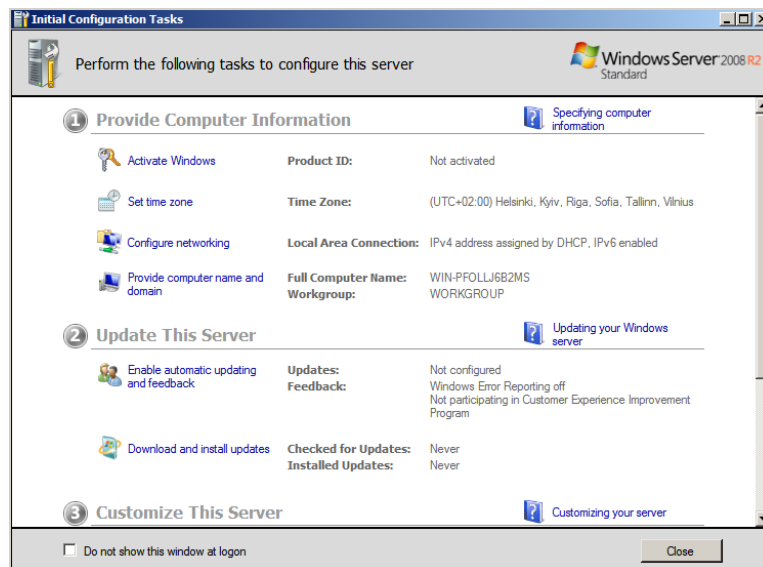 Initial Configuration Tasks
Perform the following tasks to configure this server
Windows Server 2008 R2
Standard
1 Provide Computer Information
Specifying computer
information
Activate Windows Product ID: Not activated
Set time zone Time Zone: (UTC+02:00) Helsinki, Kyiv, Riga, Sofia, Tallinn, Vilnius
Configure networking Local Area Connection: IPv4 address assigned by DHCP, IPv6 enabled
Provide computer name and
domain
Full Computer Name: WIN-PFOLLJ6B2MS
Workgroup: WORKGROUP
2 Update This Server
Updating your Windows
server
Enable automatic updating
and feedback
Updates: Not configured
Feedback: Windows Error Reporting off
Not participating in Customer Experience Improvement
Program
Download and install updates Checked for Updates: Never
Installed Updates: Never
3 Customize This Server
Customizing your server
Do not show this window at logon
Close